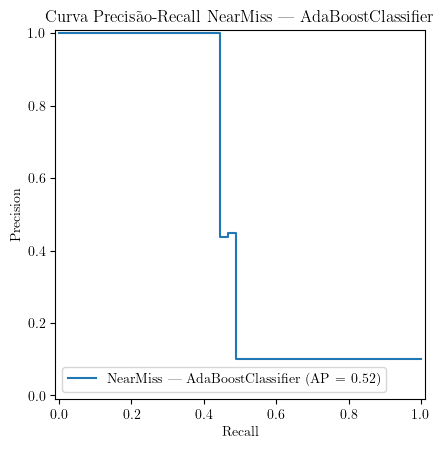 Curva Precisão-Recall NearMiss — AdaBoostClassifier
1.0
0.8
0.6
0.4
0.2
0.0
Precision
NearMiss — AdaBoostClassifier (AP = 0.52)
0.0 0.2 0.4 0.6 0.8 1.0
Recall